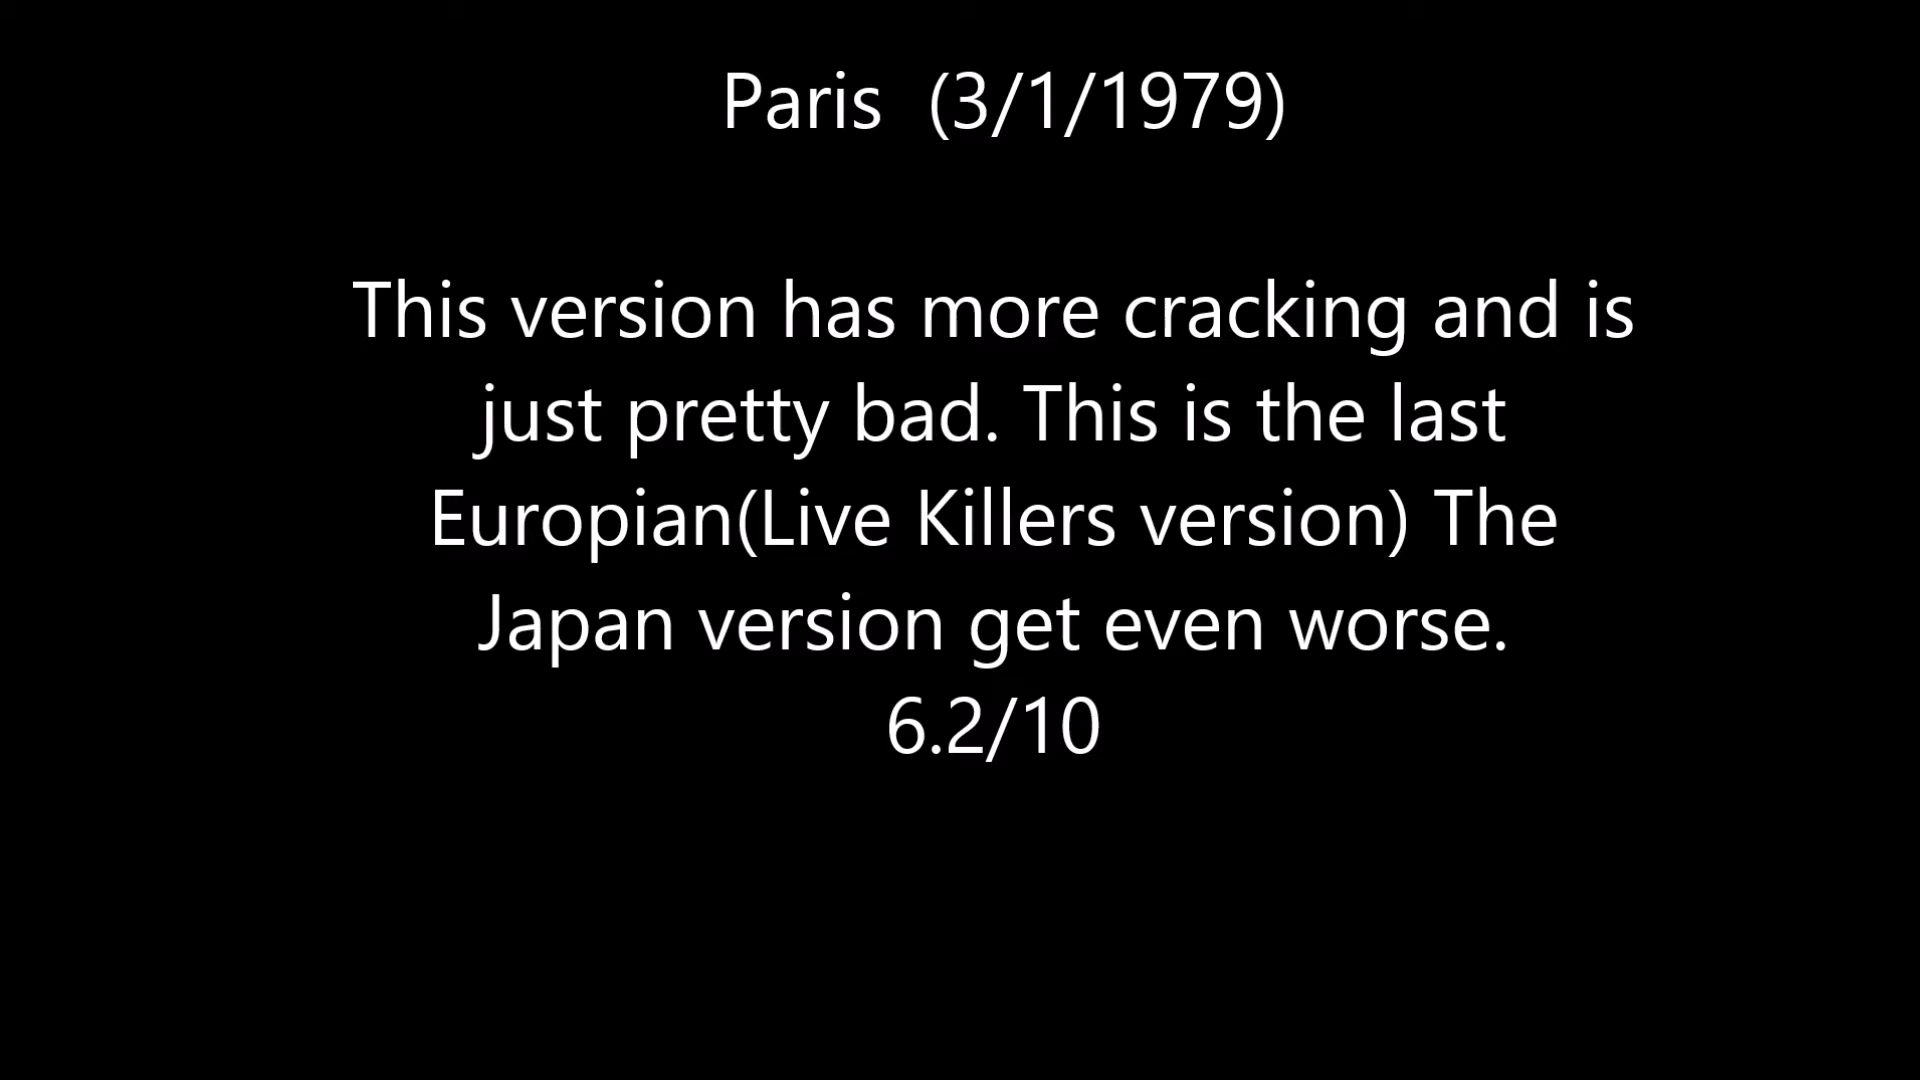 Paris  (3/1/1979)
This version has more cracking and is
just pretty bad. This is the last
Europian(Live Killers version) The
Japan version get even worse.
6.2/10